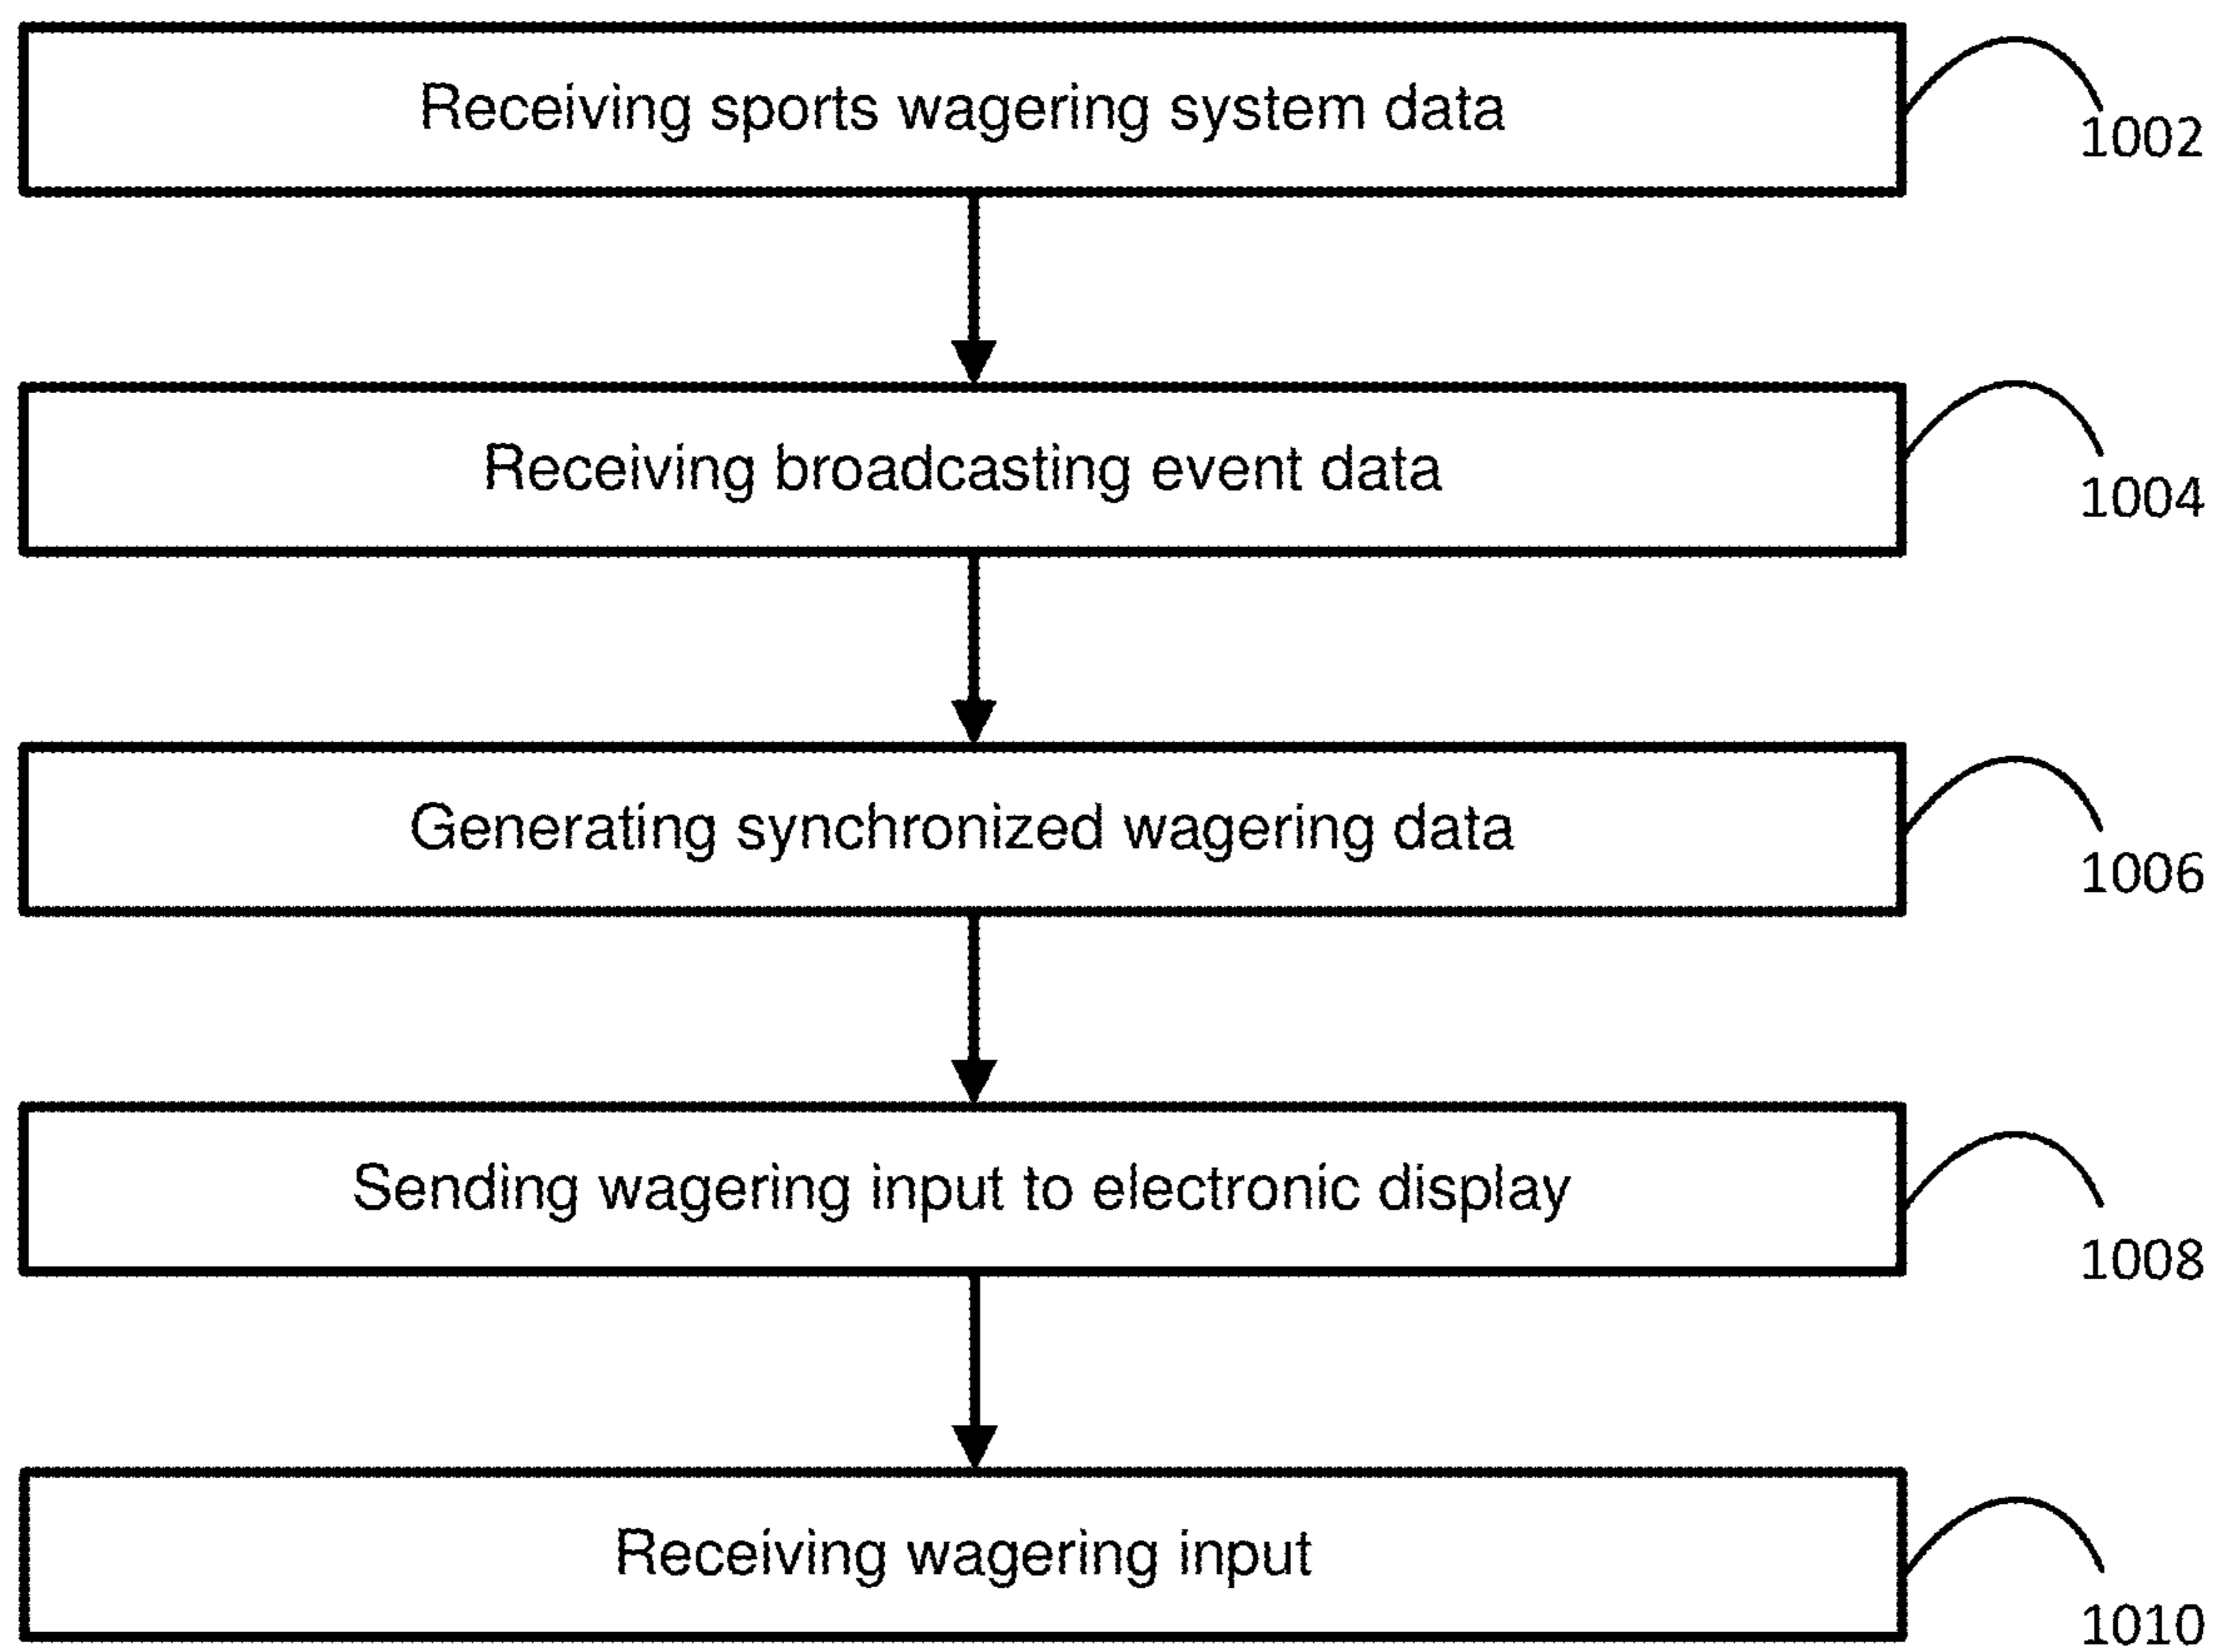 Receiving sports wagering system data
1002
Receiving broadcasting event data
1004
Generating synchronized wagering data
1006
Sending wagering input to electronic display
1008
Receiving wagering input
1010